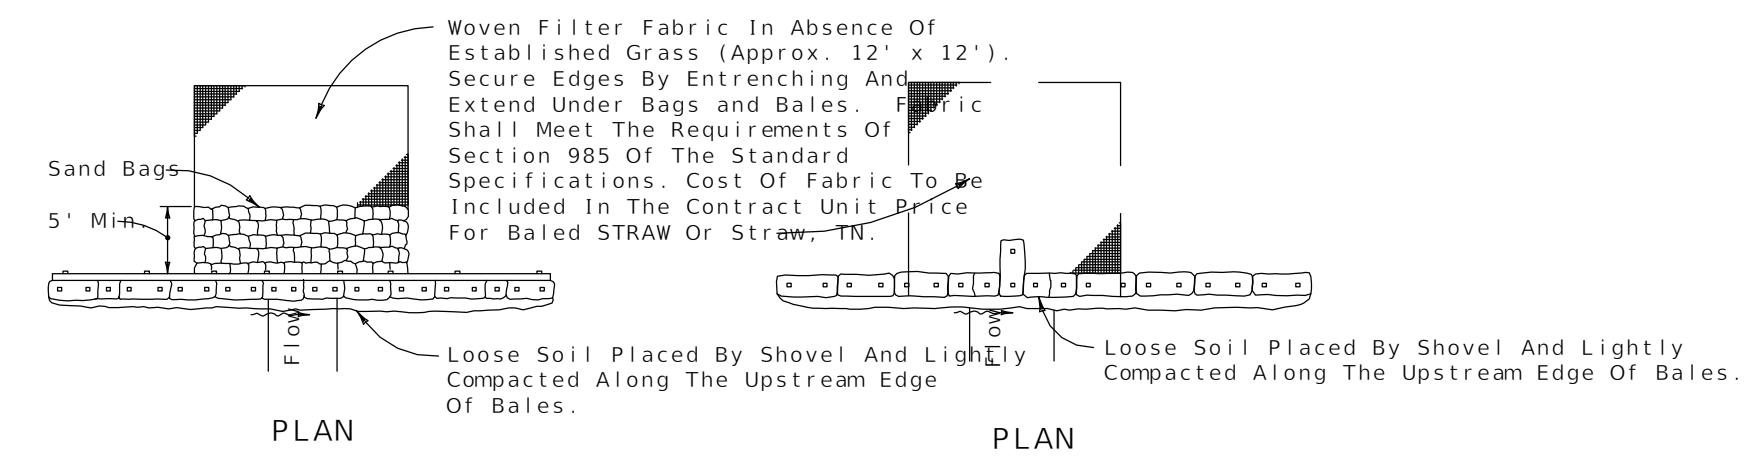 Woven Filter Fabric In Absence Of
Established Grass (Approx. 12' x 12').
Secure Edges By Entrenching And
Extend Under Bags and Bales. Fabric
Shall Meet The Requirements Of
Section 985 Of The Standard
Specifications. Cost Of Fabric To Be
Included In The Contract Unit Price
For Baled STRAW Or Straw, TN.
Sand Bags
5' Min.
Flow
Loose Soil Placed By Shovel And Lightly
Compacted Along The Upstream Edge
Of Bales.
PLAN
Flow
Loose Soil Placed By Shovel And Lightly
Compacted Along The Upstream Edge Of Bales.
PLAN